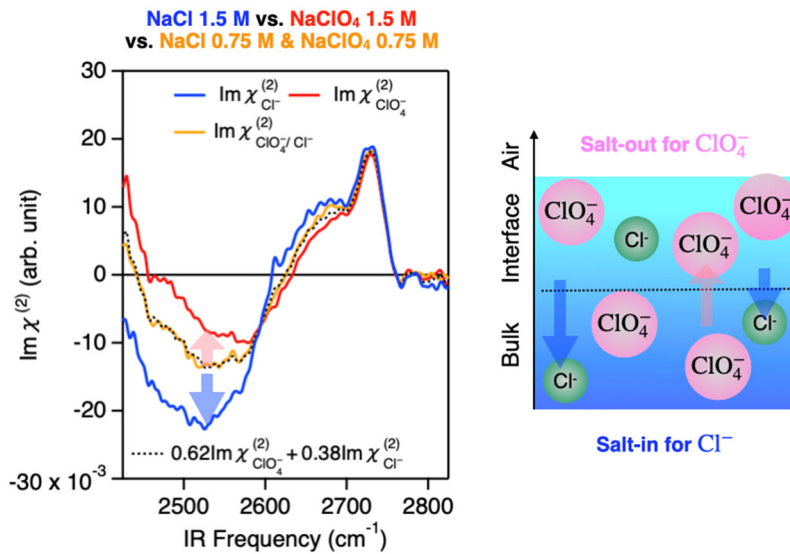 NaCl 1.5 M vs. NaClO₄ 1.5 M
vs. NaCl 0.75 M & NaClO₄ 0.75 M
30
20
10
0
-10
-20
-30 x 10⁻³
Im χ⁽²⁾ (arb. unit)
Im χ⁽²⁾Cl⁻
Im χ⁽²⁾ClO₄⁻
Im χ⁽²⁾ClO₄⁻/Cl⁻
0.62Im χ⁽²⁾ClO₄⁻ + 0.38Im χ⁽²⁾Cl⁻
2500 2600 2700 2800
IR Frequency (cm⁻¹)
Air
Interface
Bulk
Salt-out for ClO₄⁻
ClO₄⁻
Cl⁻
ClO₄⁻
ClO₄⁻
ClO₄⁻
Cl⁻
Cl⁻
ClO₄⁻
Salt-in for Cl⁻